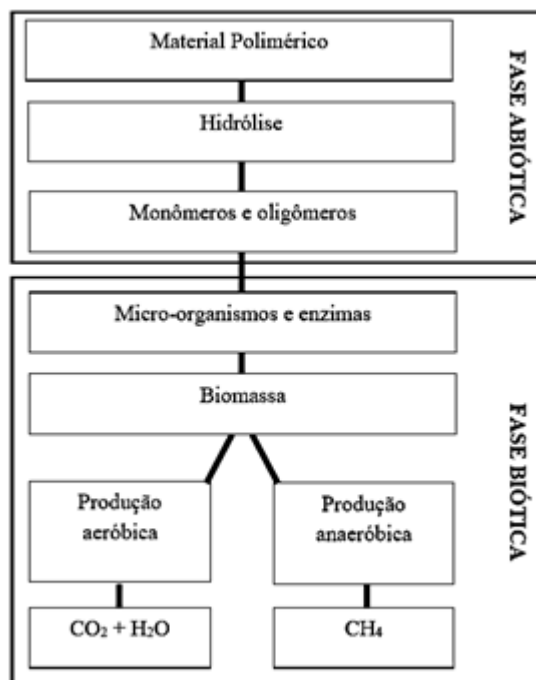 Material Polimérico
Hidrólise
Monômeros e oligômeros
FASE ABIÓTICA
Micro-organismos e enzimas
Biomassa
Produção
aeróbica
Produção
anaeróbica
CO₂ + H₂O
CH₄
FASE BIÓTICA